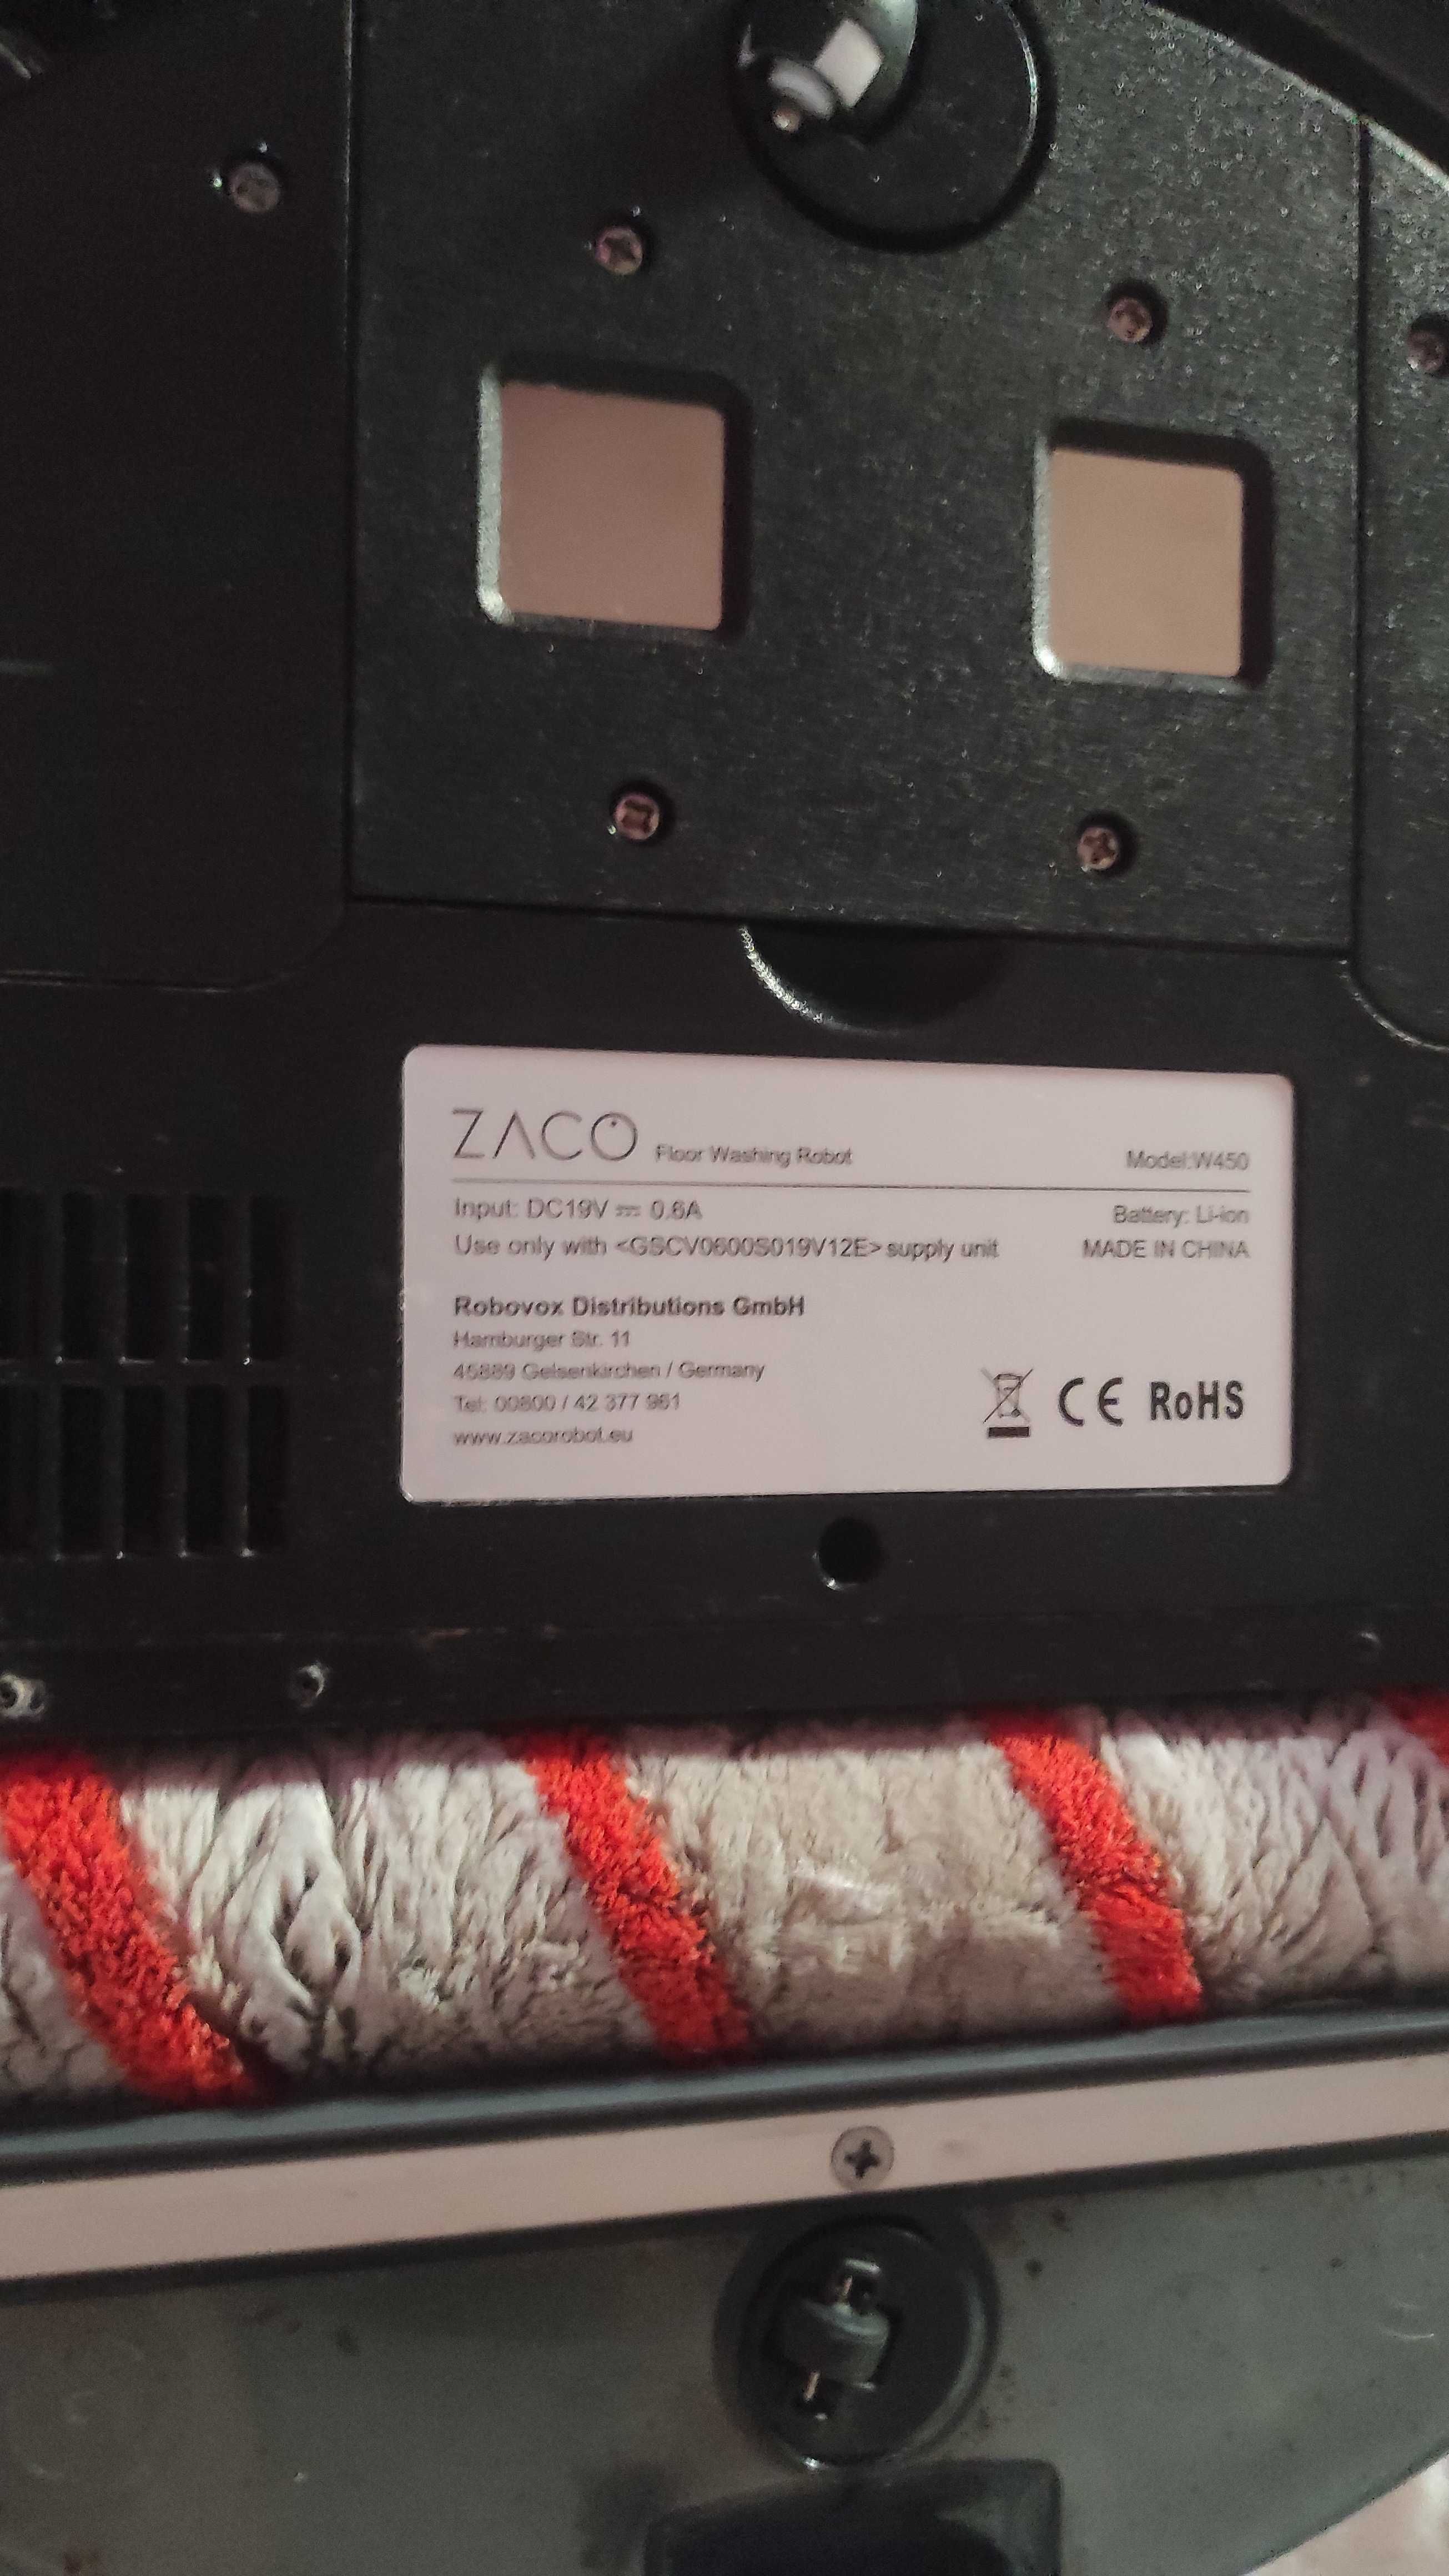 ZACO Floor Washing Robot Model:W450
Input: DC19V ⎓ 0.6A Battery: Li-ion
Use only with <GSCV0600S019V12E> supply unit MADE IN CHINA
Robovox Distributions GmbH
Hamburger Str. 11
45889 Gelsenkirchen / Germany
Tel: 00800 / 42 377 961
www.zacorobot.eu
CE RoHS